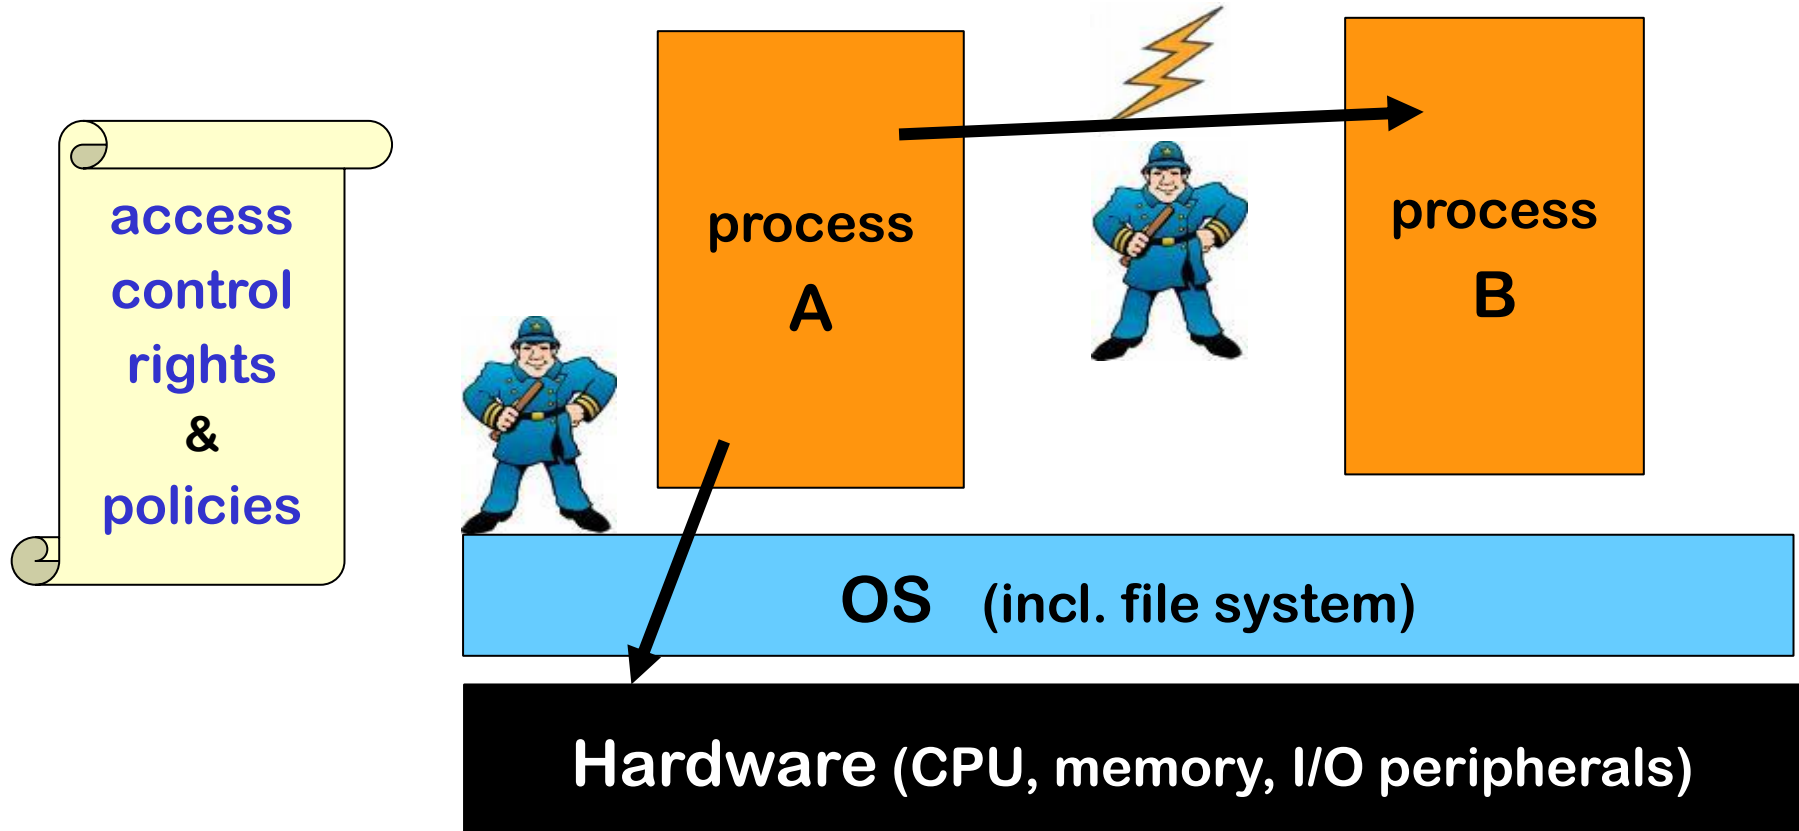 access
control
rights
&
policies
process
A
process
B
OS (incl. file system)
Hardware (CPU, memory, I/O peripherals)